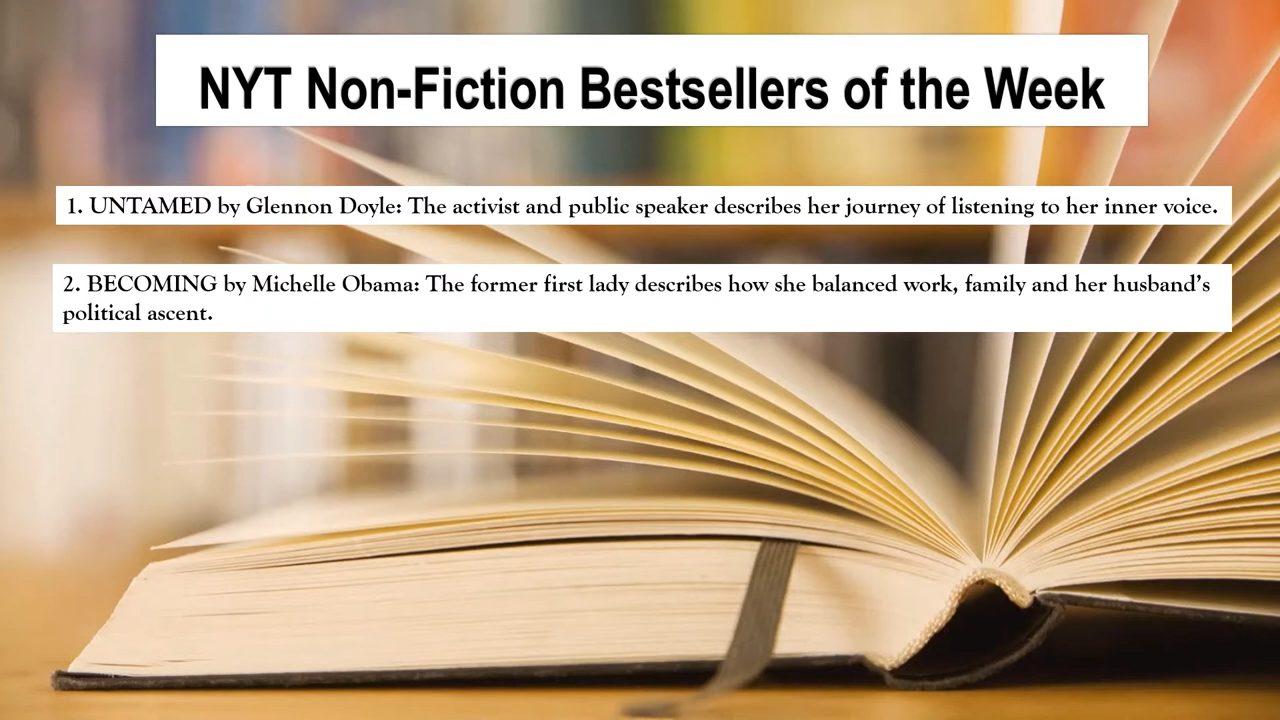 NYT Non-Fiction Bestsellers of the Week
1. UNTAMED by Glennon Doyle: The activist and public speaker describes her journey of listening to her inner voice.
2. BECOMING by Michelle Obama: The former first lady describes how she balanced work, family and her husband’s
political ascent.